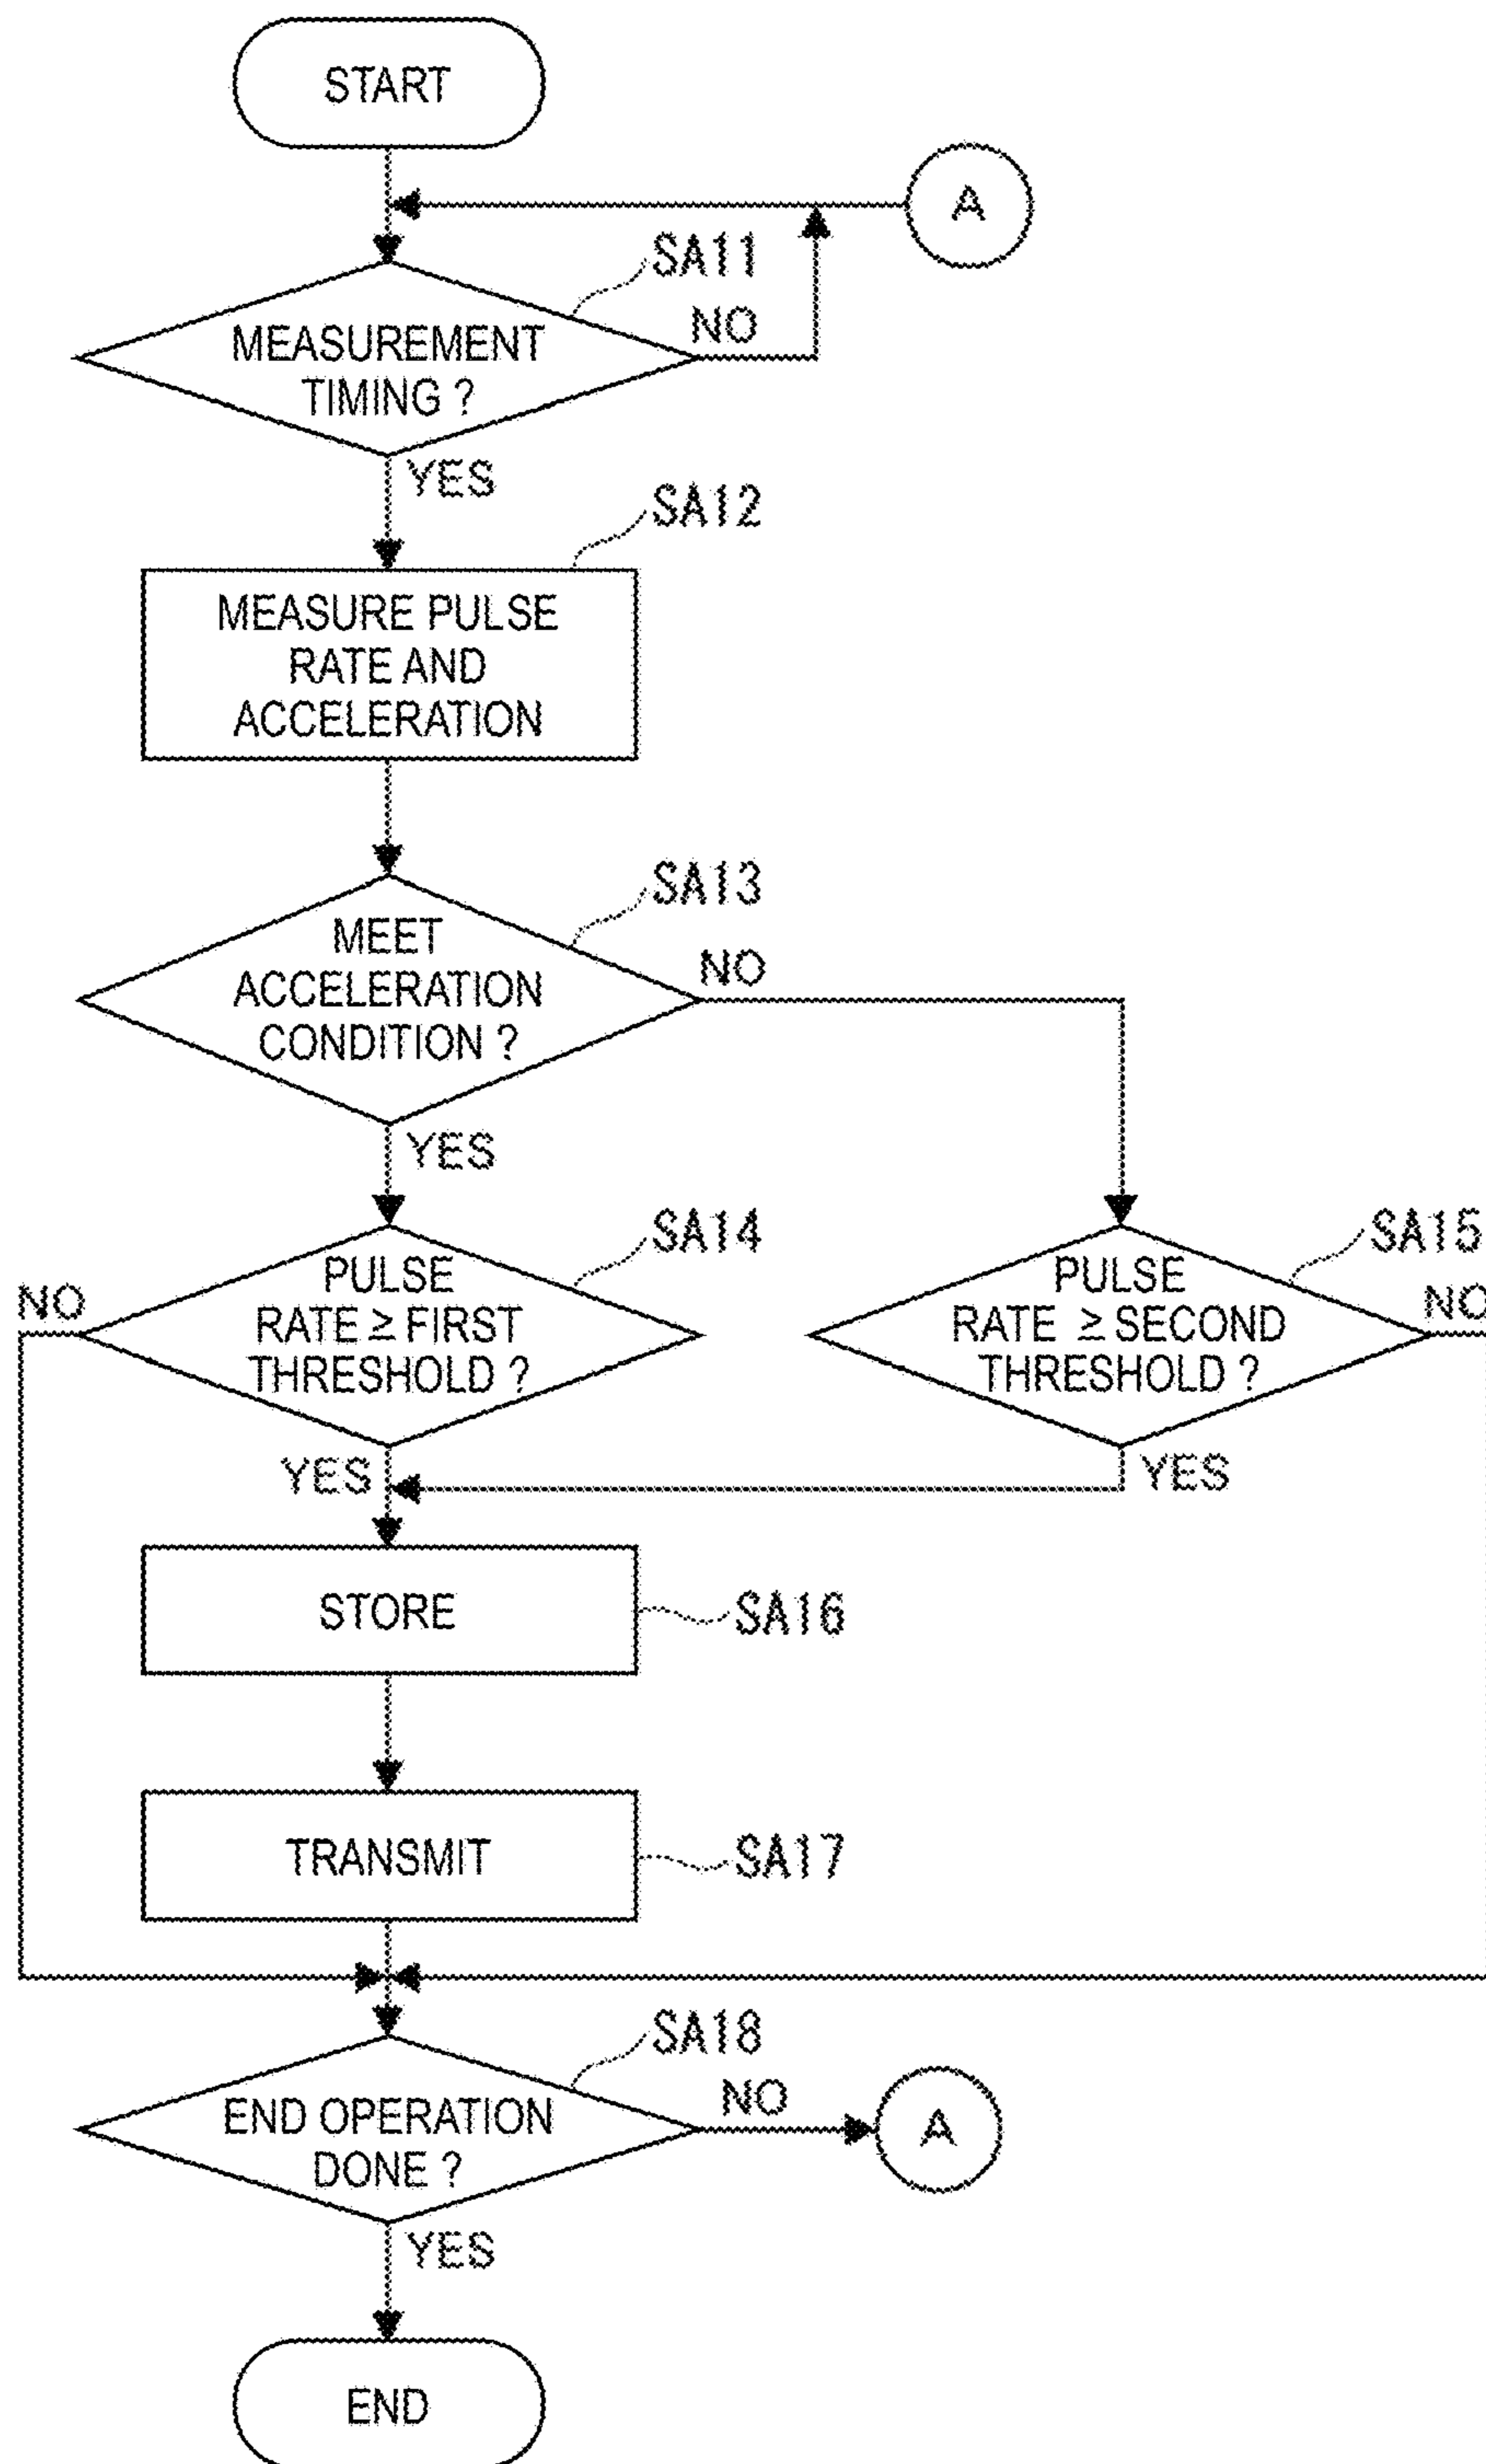 START
A
SA11
MEASUREMENT
TIMING ?
NO
YES
SA12
MEASURE PULSE
RATE AND
ACCELERATION
SA13
MEET
ACCELERATION
CONDITION ?
NO
YES
SA14
PULSE
RATE ≥ FIRST
THRESHOLD ?
NO
YES
SA15
PULSE
RATE ≥ SECOND
THRESHOLD ?
NO
YES
STORE
SA16
TRANSMIT
SA17
SA18
END OPERATION
DONE ?
NO
A
YES
END